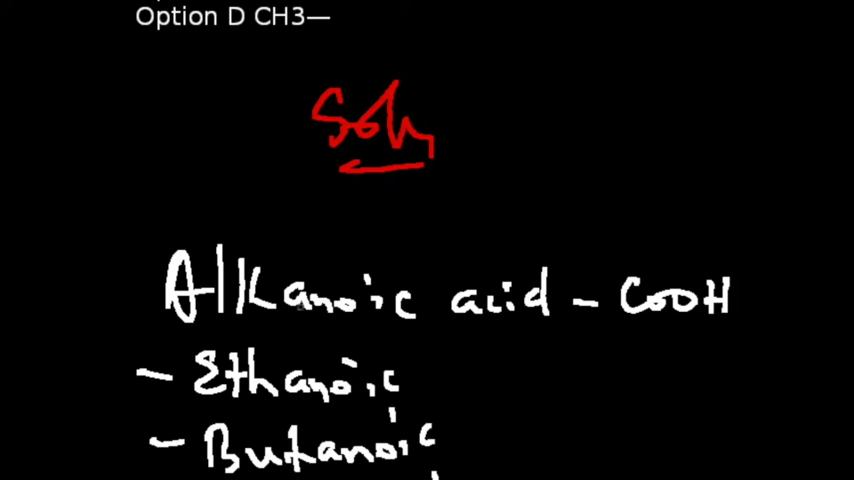 Option D CH3—
Soln
Alkanoic acid - COOH
- Ethanoic
- Butanoic